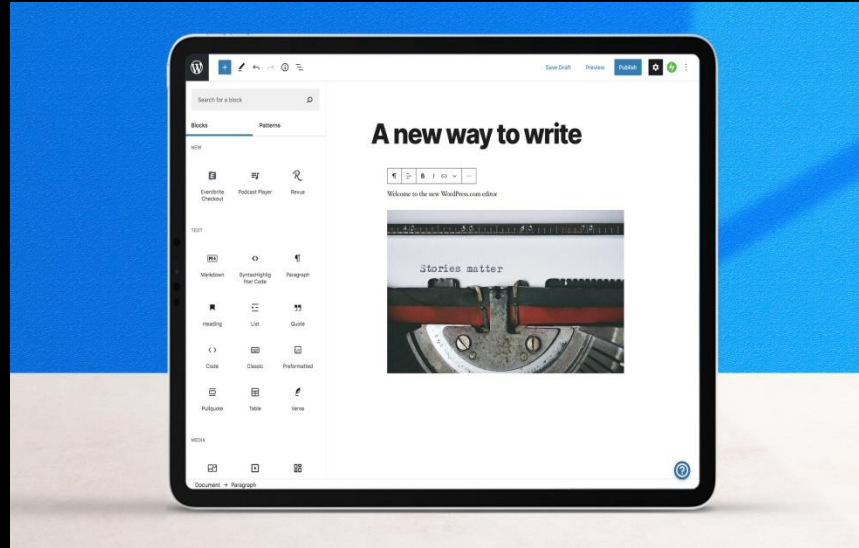 Save Draft Preview Publish
Search for a block
Blocks Patterns
A new way to write
NEW
B I
Eventbrite Checkout
Podcast Player
Revue
Welcome to the new WordPress.com editor
TEXT
Stories matter
Markdown
SyntaxHighlig
hter Code
Paragraph
Heading List Quote
Code Classic Preformatted
Pullquote Table Verse
MEDIA
Document → Paragraph